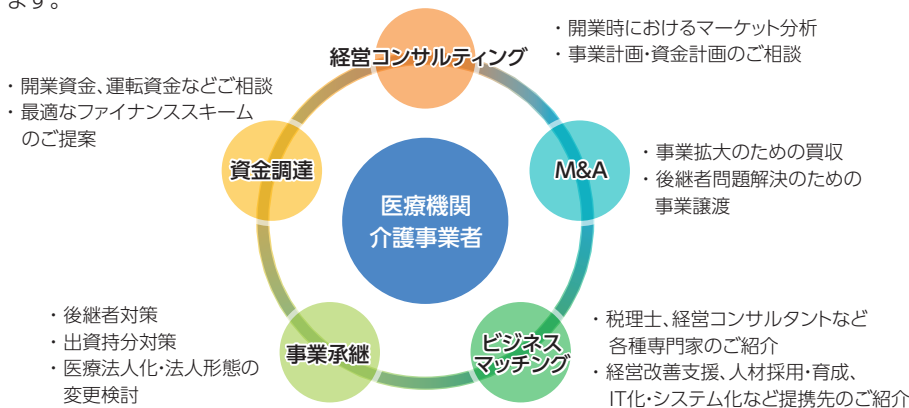 ます。
経営コンサルティング
・開業時におけるマーケット分析
・事業計画・資金計画のご相談
・開業資金、運転資金などご相談
・最適なファイナンススキーム
のご提案
資金調達
M&A
・事業拡大のための買収
・後継者問題解決のための
事業譲渡
医療機関
介護事業者
・後継者対策
・出資持分対策
・医療法人化・法人形態の
変更検討
事業承継
ビジネス
マッチング
・税理士、経営コンサルタントなど
各種専門家のご紹介
・経営改善支援、人材採用・育成、
IT化・システム化など提携先のご紹介